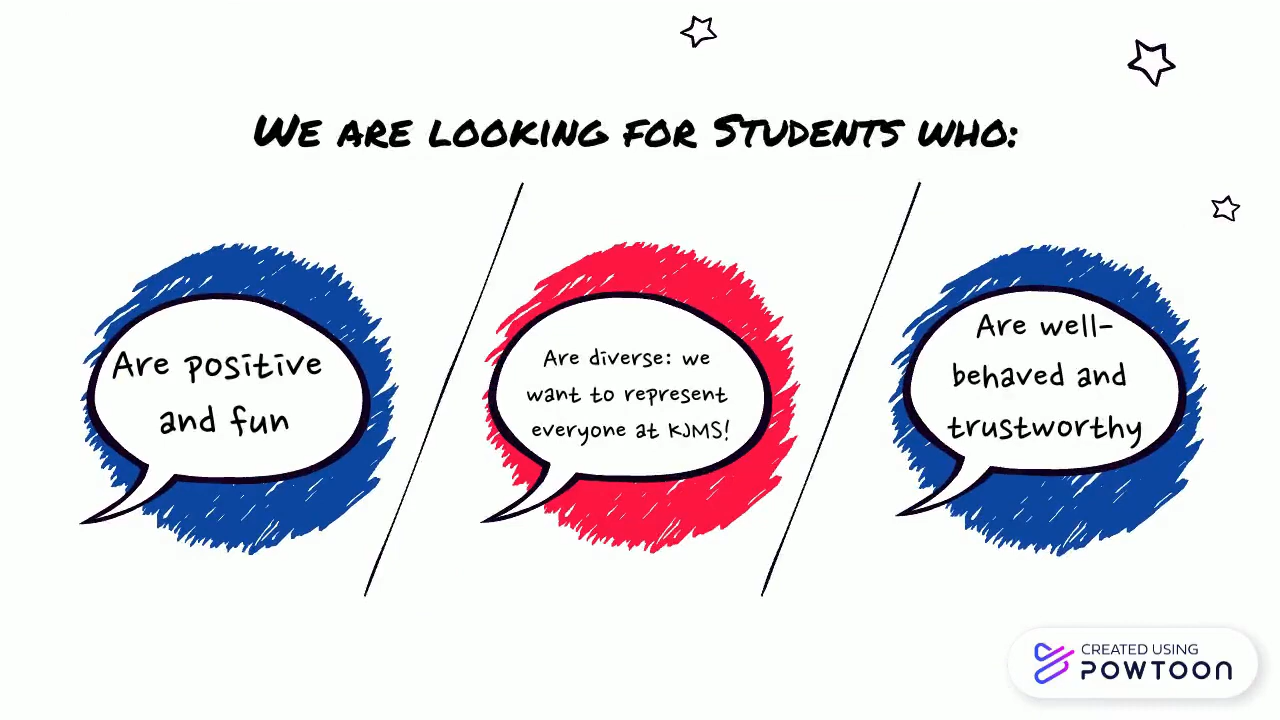 We are looking for Students who:
Are positive
and fun
Are diverse: we
want to represent
everyone at KJMS!
Are well-
behaved and
trustworthy
CREATED USING
POWTOON